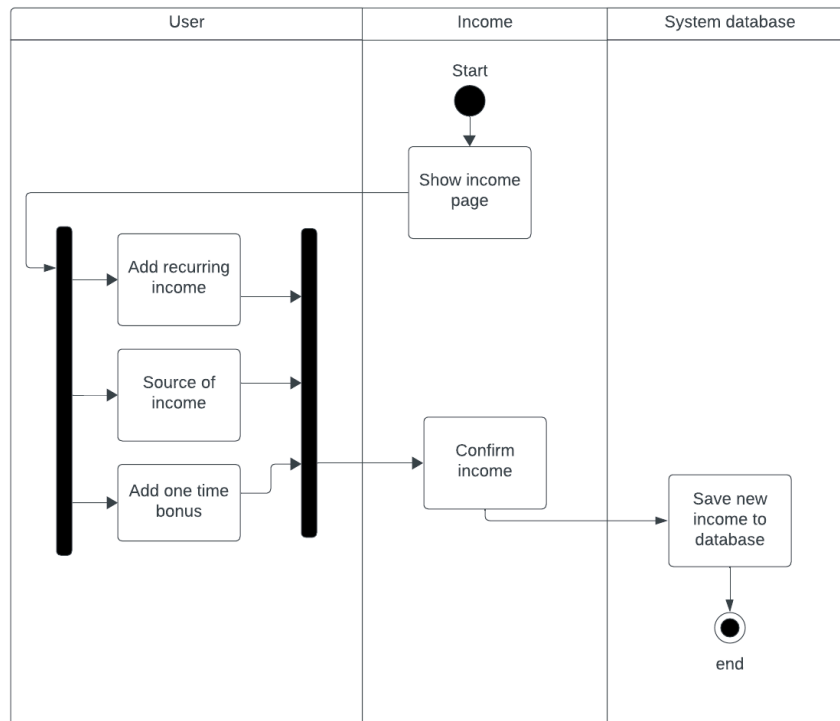 User
Income
System database
Start
Show income
page
Add recurring
income
Source of
income
Add one time
bonus
Confirm
income
Save new
income to
database
end